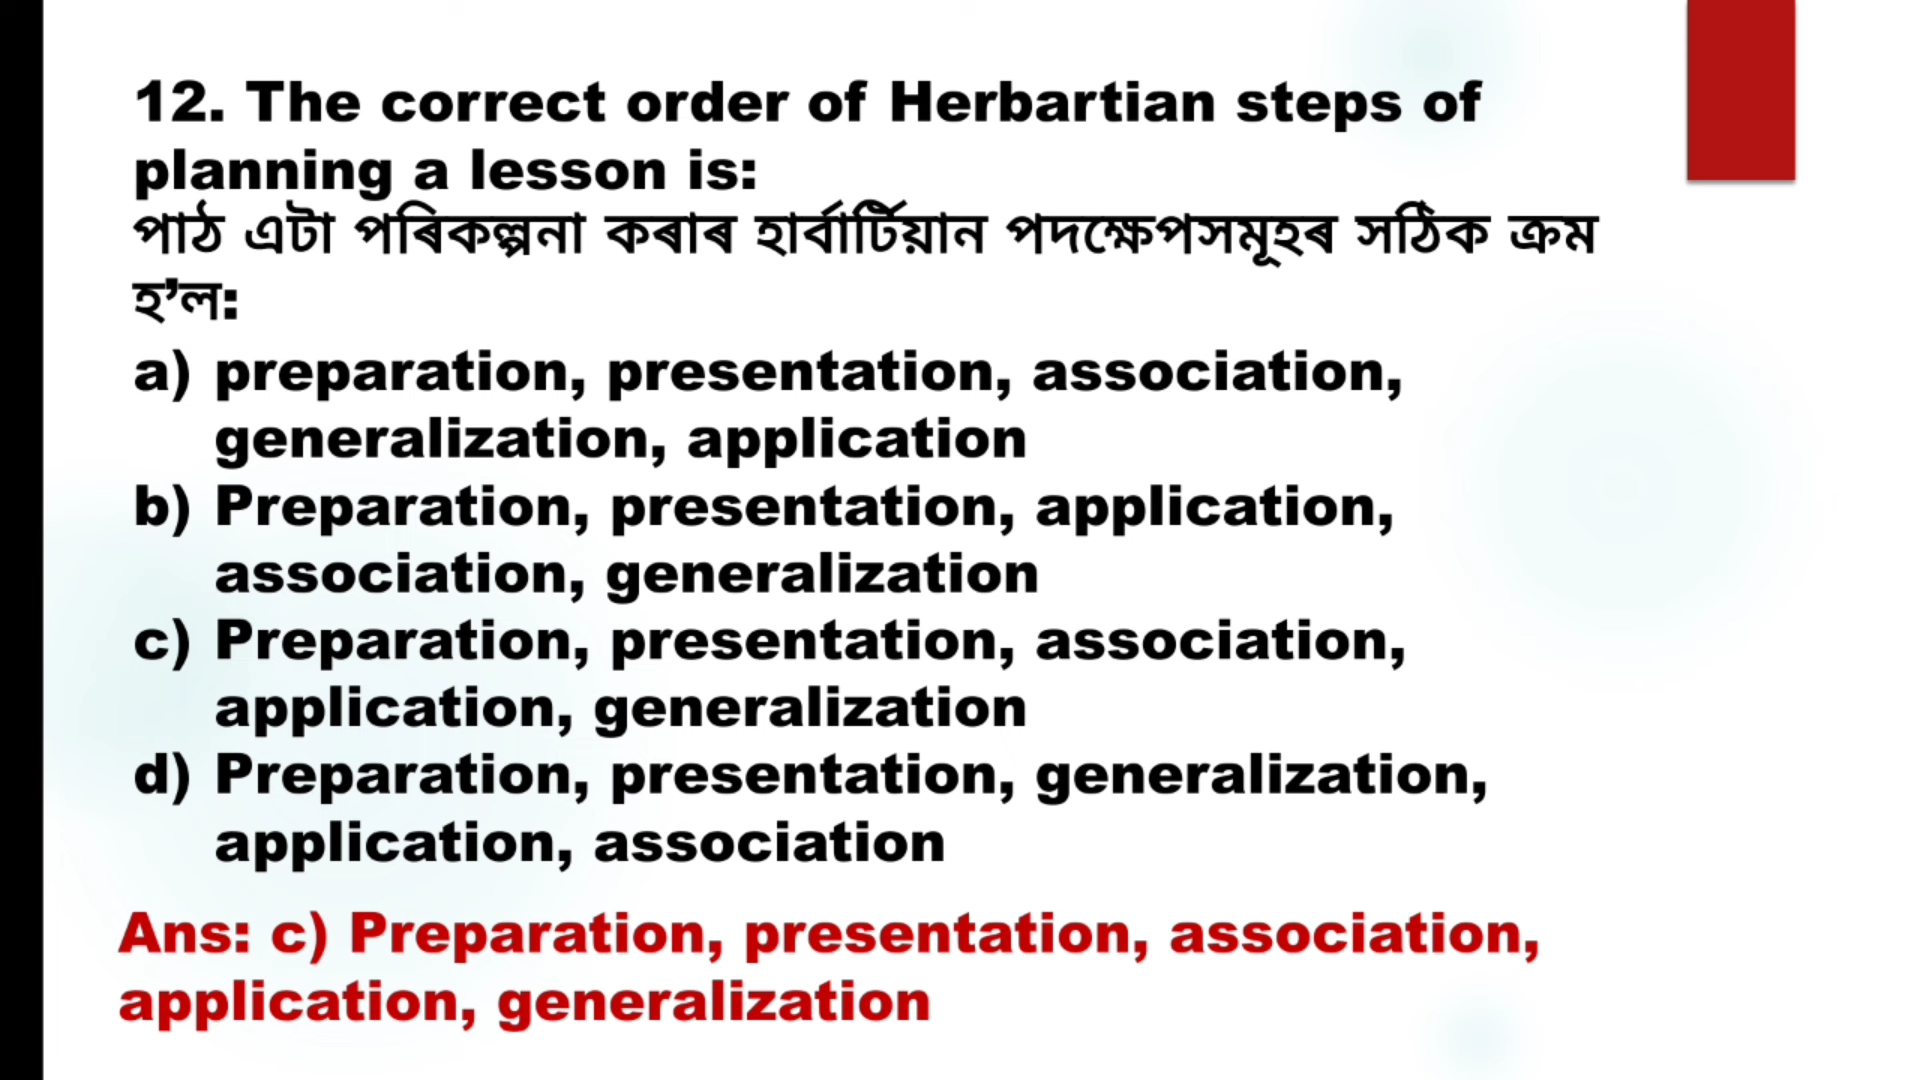 12. The correct order of Herbartian steps of
planning a lesson is:
পাঠ এটা পৰিকল্পনা কৰাৰ হাৰ্বাৰ্টিয়ান পদক্ষেপসমূহৰ সঠিক ক্ৰম
হ’ল:
a) preparation, presentation, association,
generalization, application
b) Preparation, presentation, application,
association, generalization
c) Preparation, presentation, association,
application, generalization
d) Preparation, presentation, generalization,
application, association
Ans: c) Preparation, presentation, association,
application, generalization